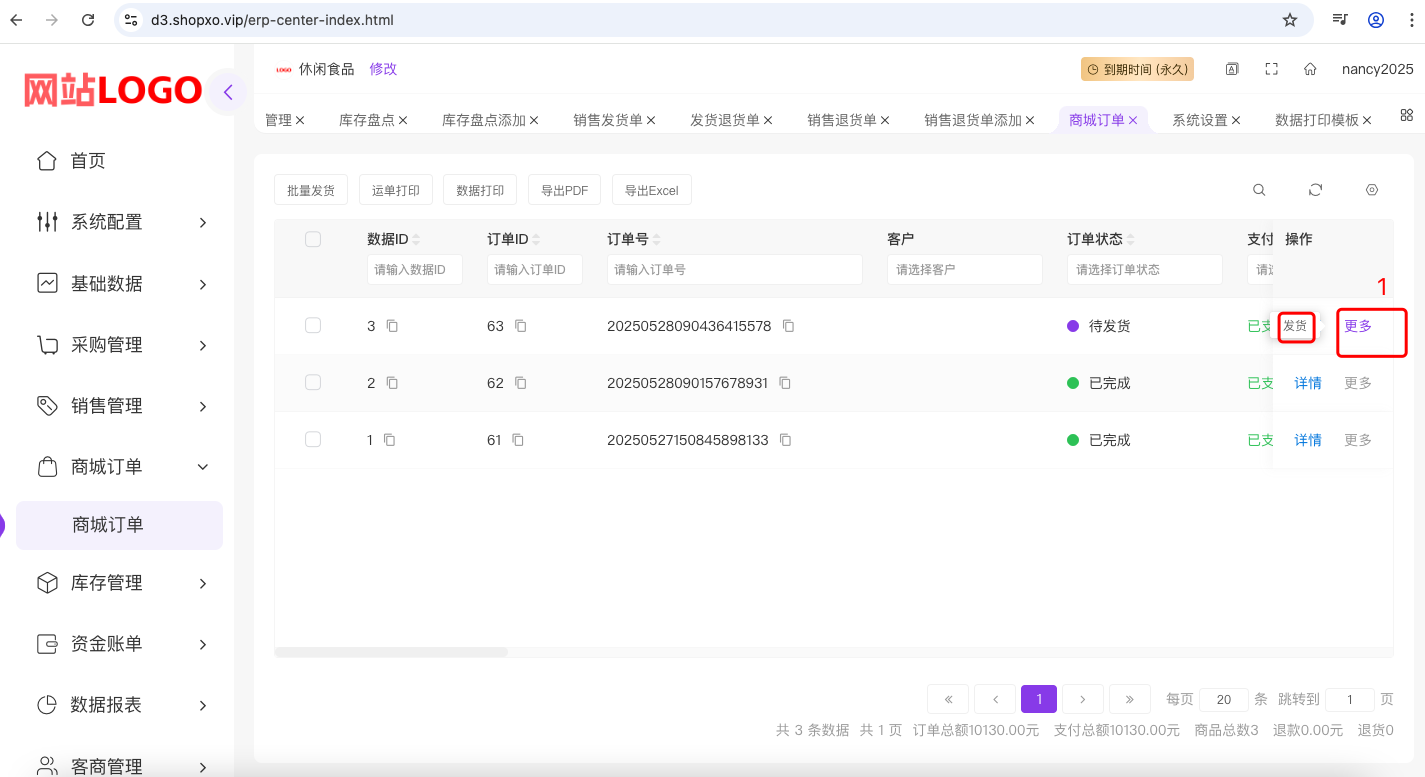 d3.shopxo.vip/erp-center-index.html
网站LOGO
LOGO 休闲食品 修改 到期时间 (永久) nancy2025
管理 库存盘点 库存盘点添加 销售发货单 发货退货单 销售退货单 销售退货单添加 商城订单 系统设置 数据打印模板
首页
系统配置
基础数据
采购管理
销售管理
商城订单
商城订单
库存管理
资金账单
数据报表
客商管理
批量发货 运单打印 数据打印 导出PDF 导出Excel
数据ID 订单ID 订单号 客户 订单状态 支付 操作
请输入数据ID 请输入订单ID 请输入订单号 请选择客户 请选择订单状态 请
1
3 63 20250528090436415578 待发货 已支 发货 更多
2 62 20250528090157678931 已完成 已支 详情 更多
1 61 20250527150845898133 已完成 已支 详情 更多
« ‹ 1 › » 每页 20 条 跳转到 1 页
共 3 条数据 共 1 页 订单总额10130.00元 支付总额10130.00元 商品总数3 退款0.00元 退货0